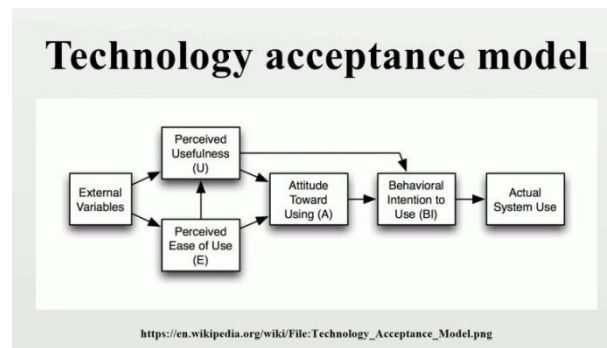 Technology acceptance model
Perceived
Usefulness
(U)
External
Variables
Perceived
Ease of Use
(E)
Attitude
Toward
Using (A)
Behavioral
Intention to
Use (BI)
Actual
System Use
https://en.wikipedia.org/wiki/File:Technology_Acceptance_Model.png